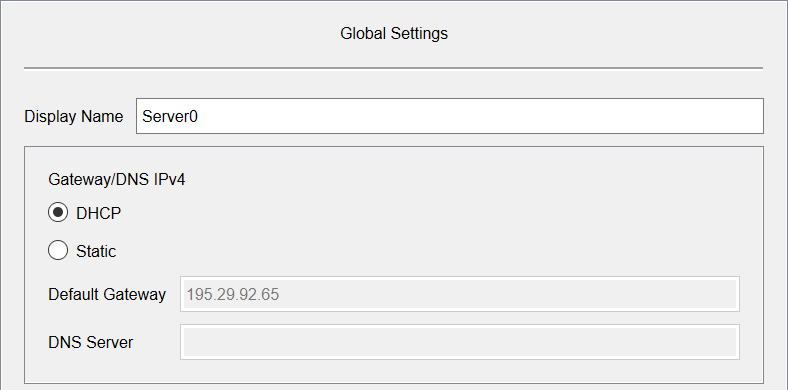 Global Settings
Display Name Server0
Gateway/DNS IPv4
DHCP
Static
Default Gateway 195.29.92.65
DNS Server